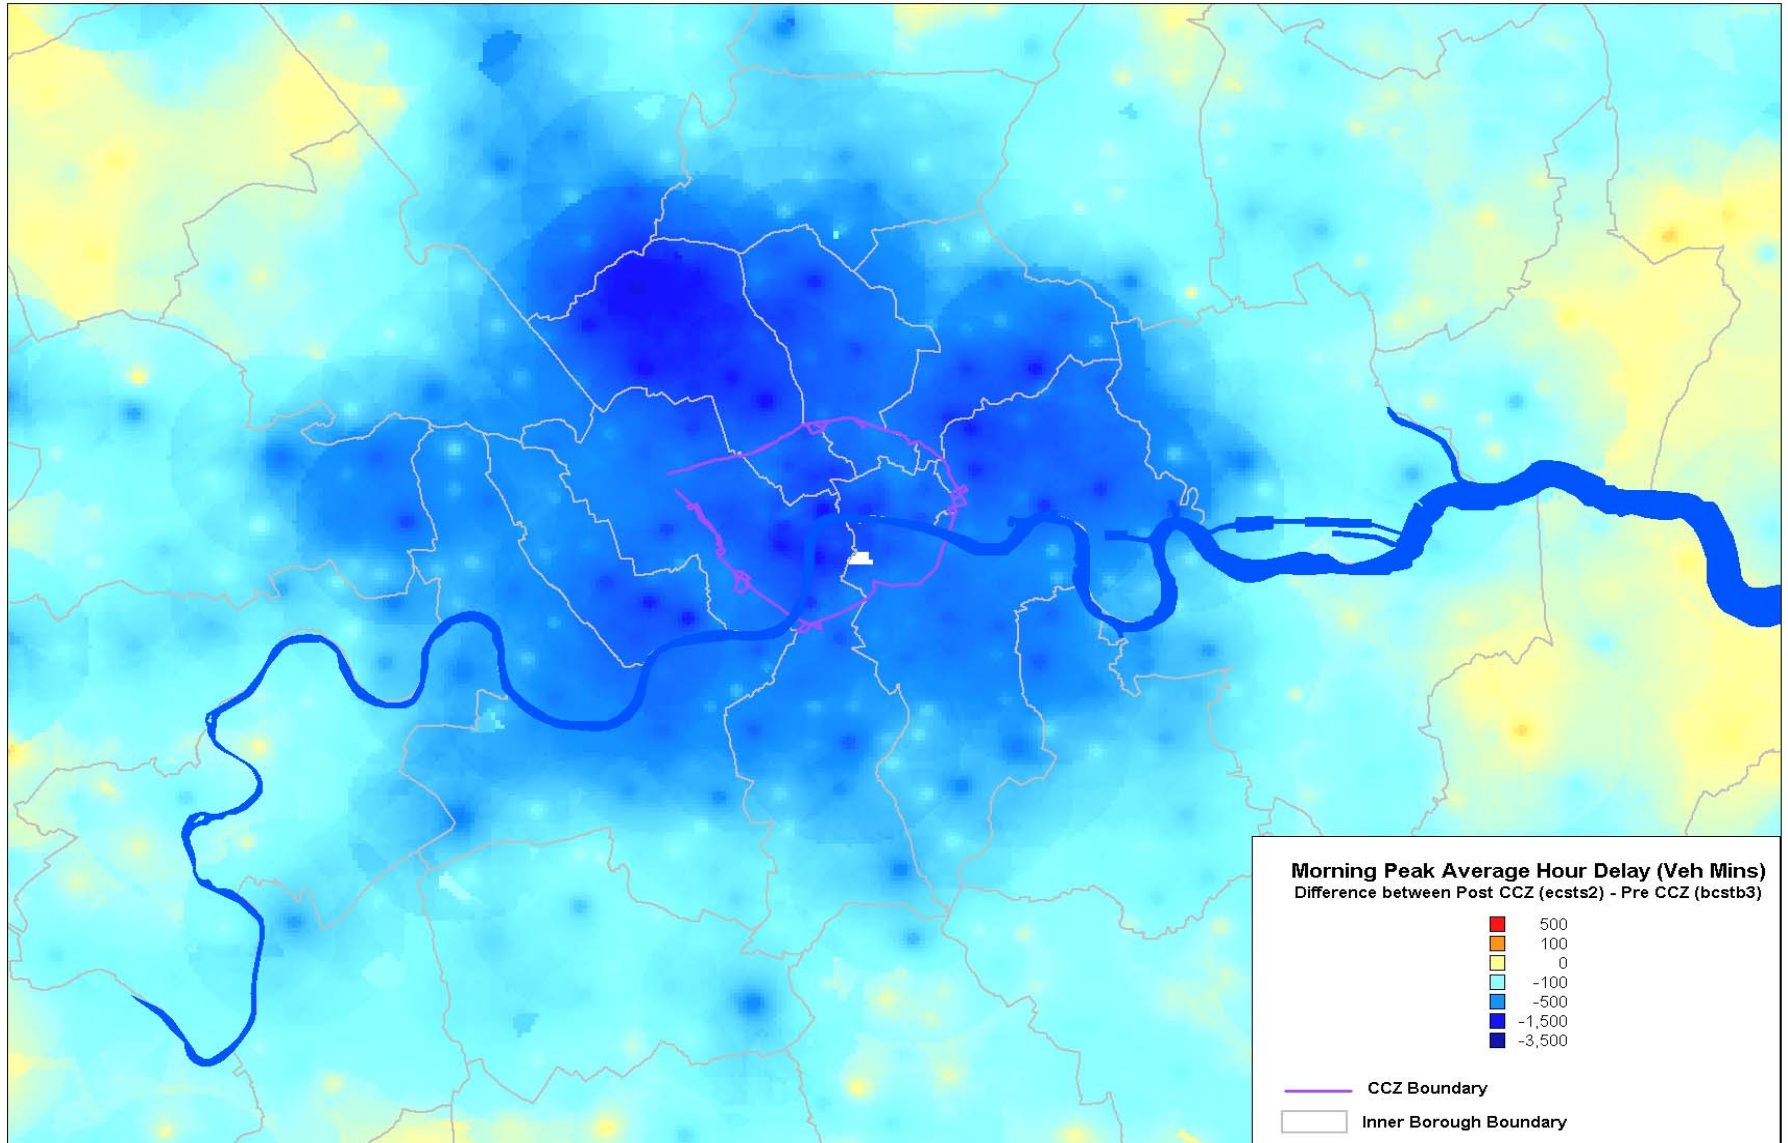 Morning Peak Average Hour Delay (Veh Mins)
Difference between Post CCZ (ecsts2) - Pre CCZ (bcstb3)
500
100
0
-100
-500
-1,500
-3,500
CCZ Boundary
Inner Borough Boundary